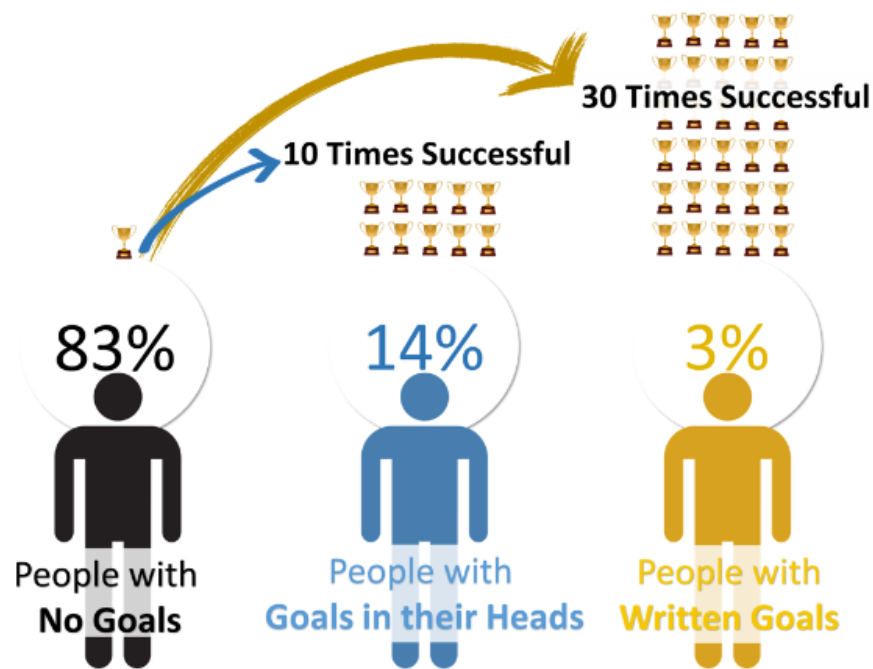 30 Times Successful
10 Times Successful
83%
14%
3%
People with
No Goals
People with
Goals in their Heads
People with
Written Goals